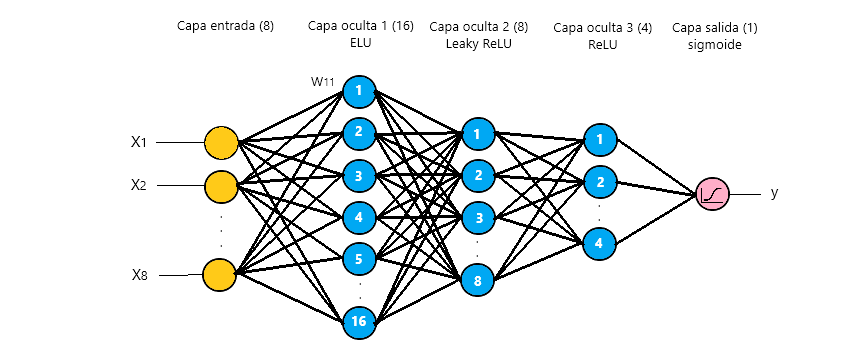 Capa entrada (8)
Capa oculta 1 (16)
ELU
Capa oculta 2 (8)
Leaky ReLU
Capa oculta 3 (4)
ReLU
Capa salida (1)
sigmoide
W11
X1
X2
X8
1
2
3
4
5
16
1
2
3
8
1
2
4
y